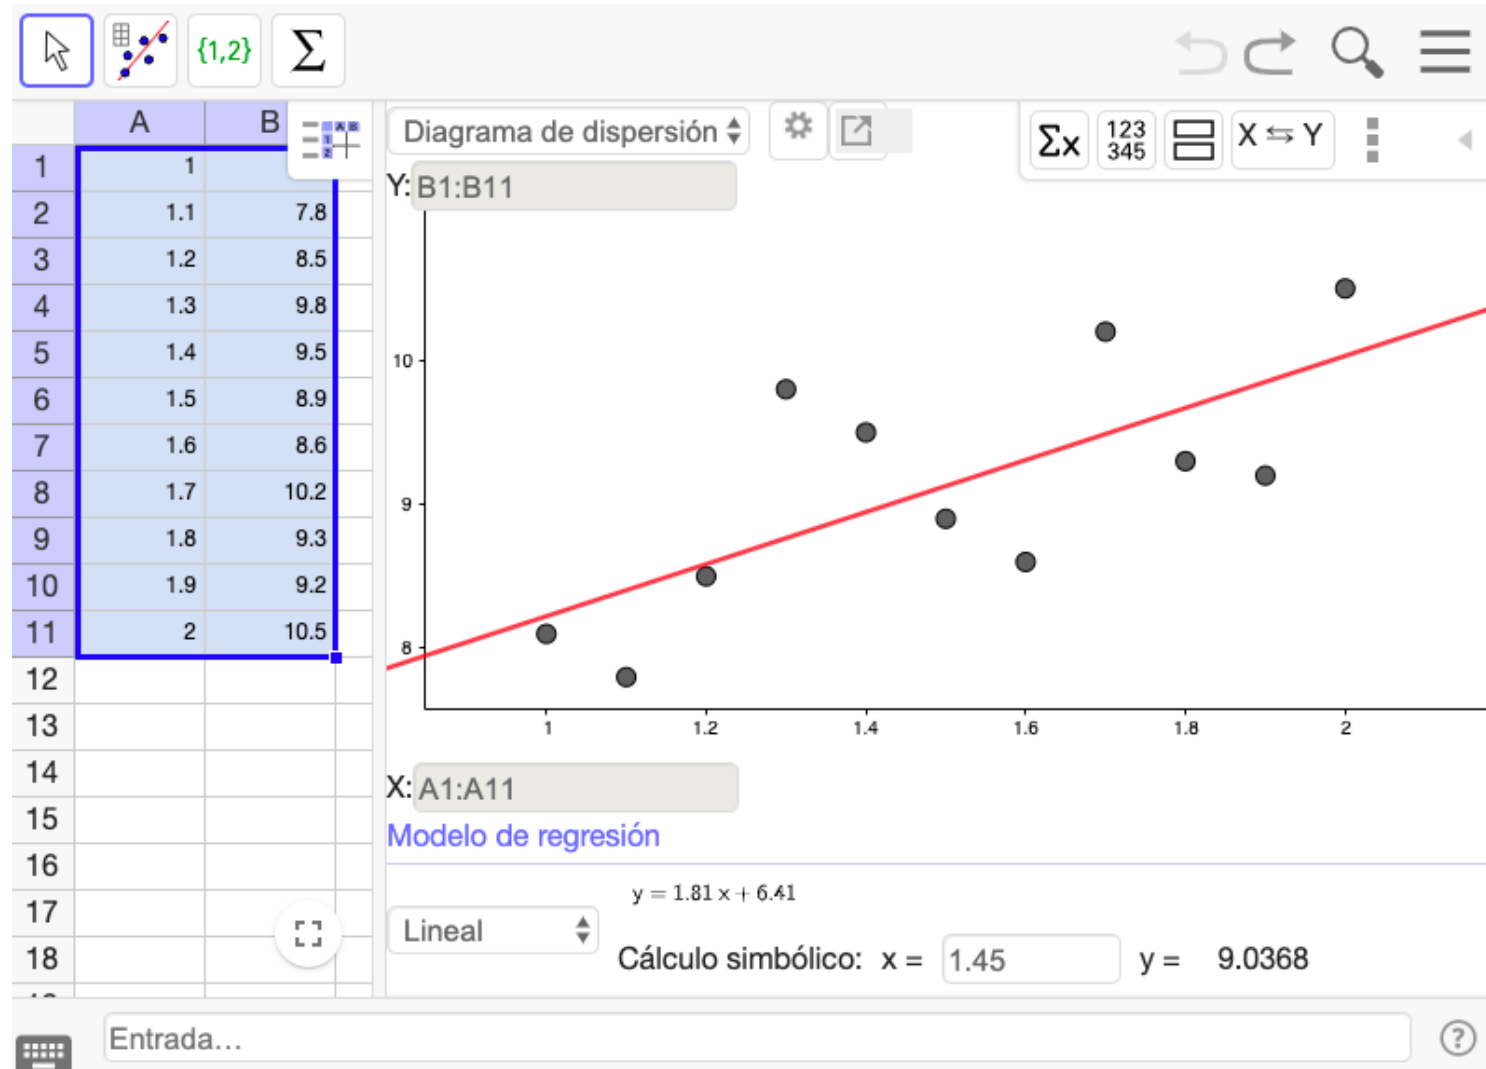 {1,2} Σ
A B
Diagrama de dispersión
Σx 123 345 X ⇆ Y
Y: B1:B11
1 1
2 1.1 7.8
3 1.2 8.5
4 1.3 9.8
5 1.4 9.5
6 1.5 8.9
7 1.6 8.6
8 1.7 10.2
9 1.8 9.3
10 1.9 9.2
11 2 10.5
12
13
14
15
16
17
18
10
9
8
1 1.2 1.4 1.6 1.8 2
X: A1:A11
Modelo de regresión
y = 1.81 x + 6.41
Lineal
Cálculo simbólico: x = 1.45 y = 9.0368
Entrada...
?